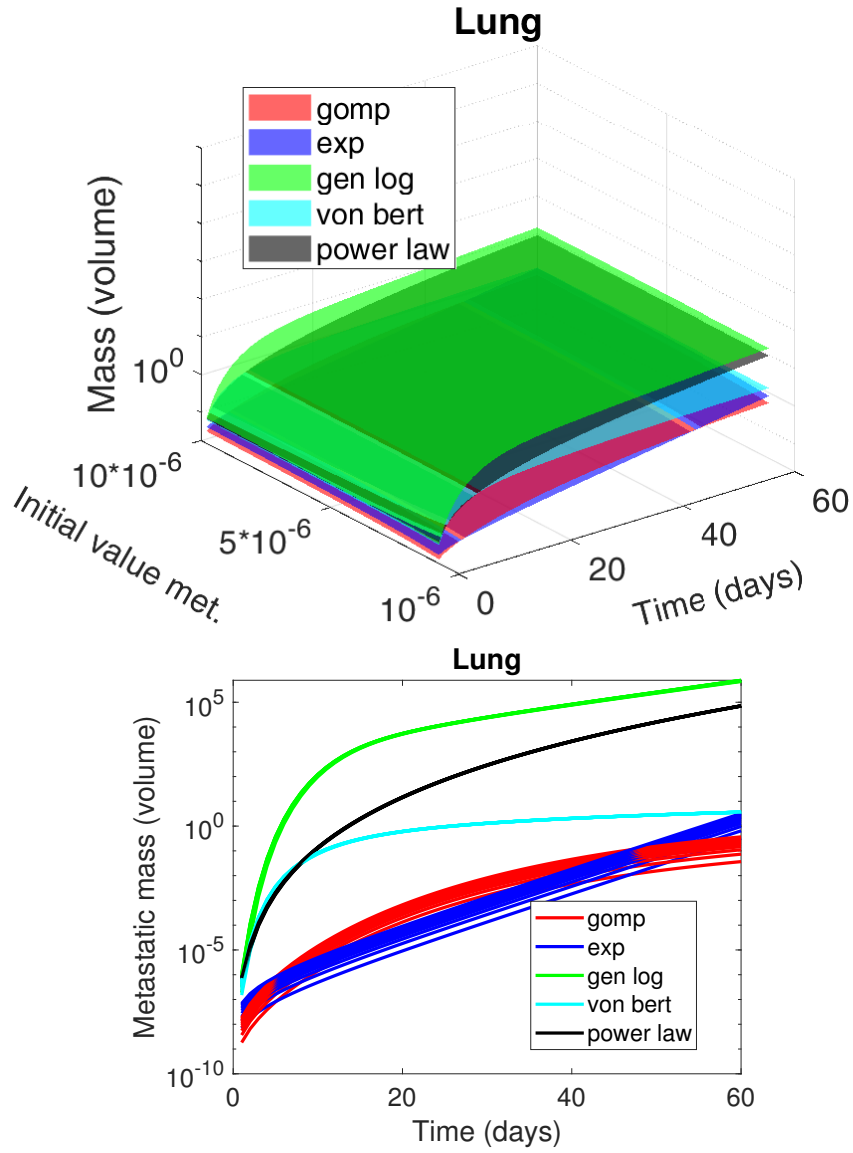 Lung
gomp
exp
gen log
von bert
power law
Mass (volume)
10^0
10*10^-6
5*10^-6
10^-6
Initial value met.
0
20
40
60
Time (days)
Lung
Metastatic mass (volume)
10^5
10^0
10^-5
10^-10
gomp
exp
gen log
von bert
power law
0
20
40
60
Time (days)